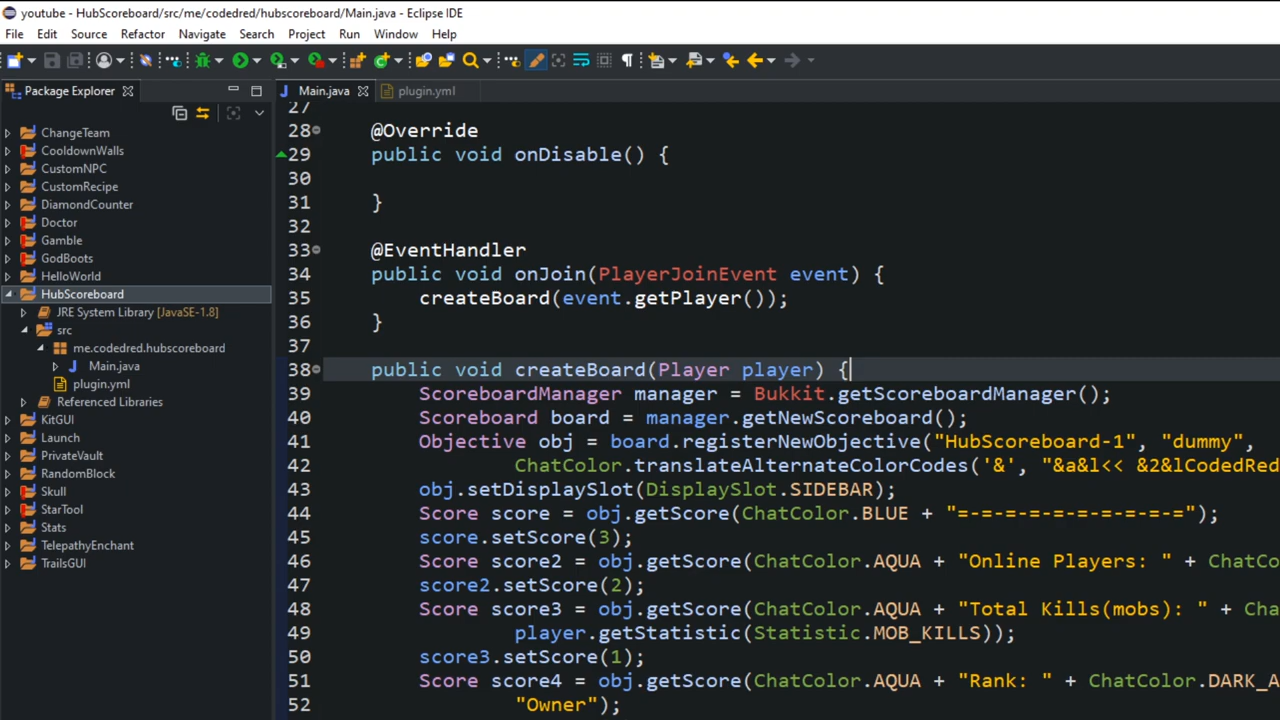 youtube - HubScoreboard/src/me/codedred/hubscoreboard/Main.java - Eclipse IDE
File Edit Source Refactor Navigate Search Project Run Window Help
Package Explorer
ChangeTeam
CooldownWalls
CustomNPC
CustomRecipe
DiamondCounter
Doctor
Gamble
GodBoots
HelloWorld
HubScoreboard
JRE System Library [JavaSE-1.8]
src
me.codedred.hubscoreboard
Main.java
plugin.yml
Referenced Libraries
KitGUI
Launch
PrivateVault
RandomBlock
Skull
StarTool
Stats
TelepathyEnchant
TrailsGUI
Main.java plugin.yml
27
28 @Override
29 public void onDisable() {
30
31 }
32
33 @EventHandler
34 public void onJoin(PlayerJoinEvent event) {
35 createBoard(event.getPlayer());
36 }
37
38 public void createBoard(Player player) {
39 ScoreboardManager manager = Bukkit.getScoreboardManager();
40 Scoreboard board = manager.getNewScoreboard();
41 Objective obj = board.registerNewObjective("HubScoreboard-1", "dummy",
42 ChatColor.translateAlternateColorCodes('&', "&a&l<< &2&lCodedRed
43 obj.setDisplaySlot(DisplaySlot.SIDEBAR);
44 Score score = obj.getScore(ChatColor.BLUE + "=-=-=-=-=-=-=-=-=");
45 score.setScore(3);
46 Score score2 = obj.getScore(ChatColor.AQUA + "Online Players: " + ChatCo
47 score2.setScore(2);
48 Score score3 = obj.getScore(ChatColor.AQUA + "Total Kills(mobs): " + Cha
49 player.getStatistic(Statistic.MOB_KILLS));
50 score3.setScore(1);
51 Score score4 = obj.getScore(ChatColor.AQUA + "Rank: " + ChatColor.DARK_A
52 "Owner");